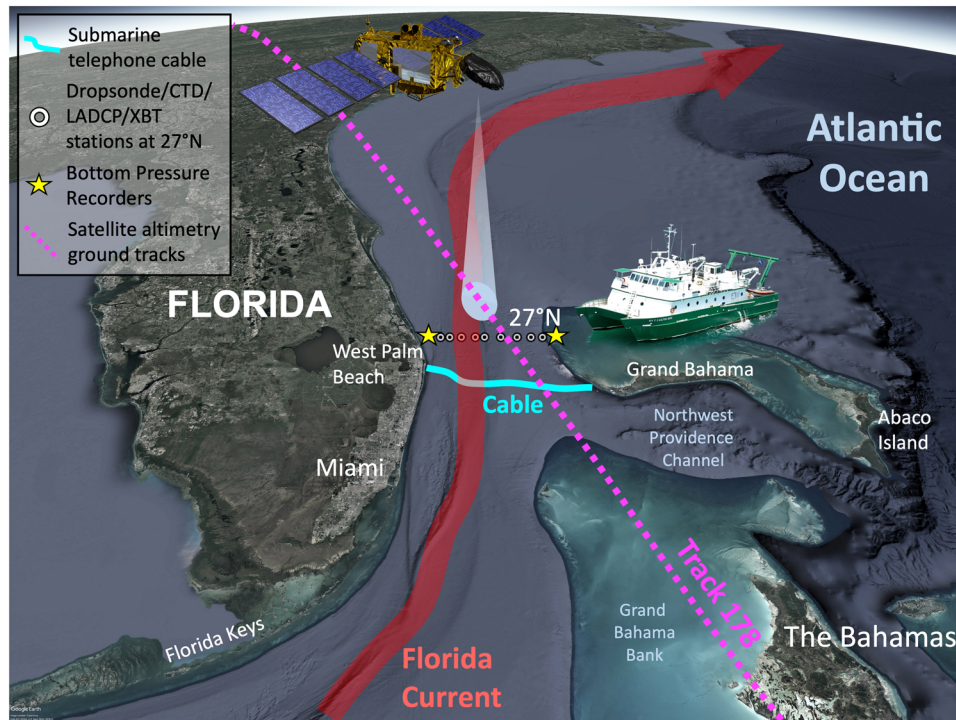 Submarine
telephone cable
Dropsonde/CTD/
LADCP/XBT
stations at 27°N
Bottom Pressure
Recorders
Satellite altimetry
ground tracks
Atlantic
Ocean
FLORIDA
27°N
West Palm
Beach
Grand Bahama
Cable
Northwest
Providence
Channel
Abaco
Island
Miami
Track 178
Grand
Bahama
Bank
The Bahamas
Florida Keys
Florida
Current
Google Earth